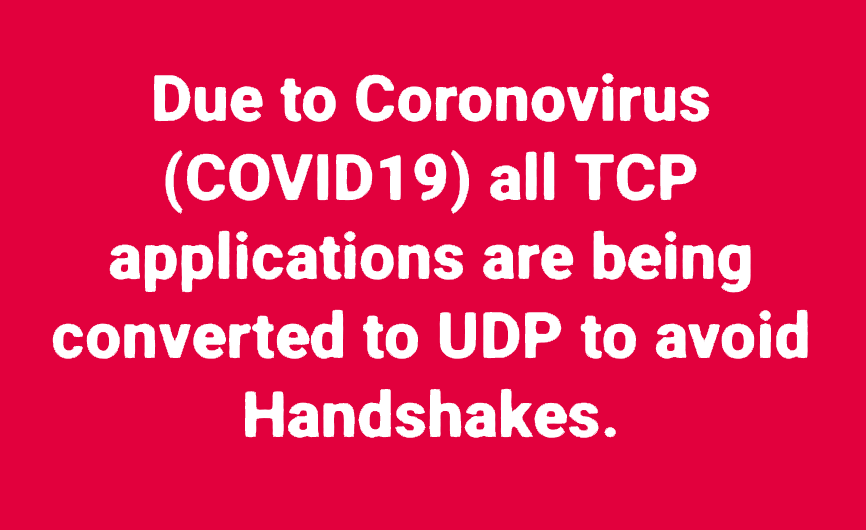 Due to Coronovirus
(COVID19) all TCP
applications are being
converted to UDP to avoid
Handshakes.